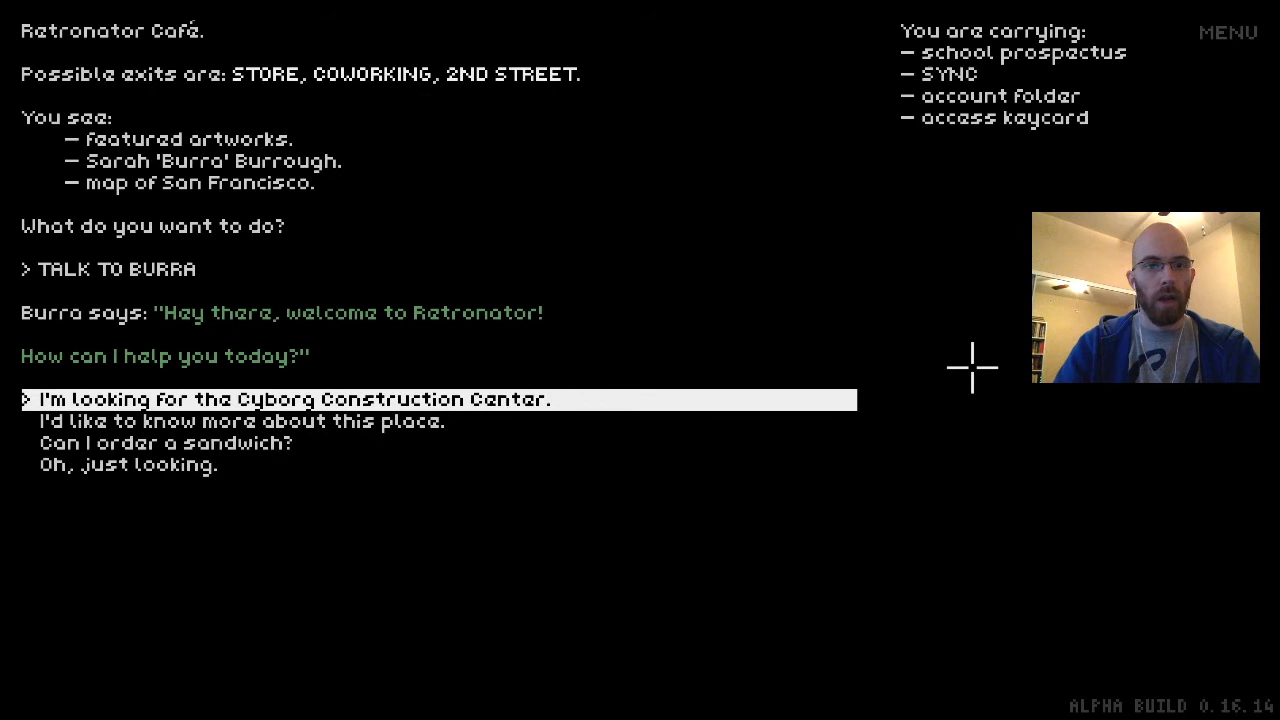 Retronator Café.
Possible exits are: STORE, COWORKING, 2ND STREET.
You see:
– featured artworks.
– Sarah 'Burra' Burrough.
– map of San Francisco.
What do you want to do?
> TALK TO BURRA
Burra says: "Hey there, welcome to Retronator!
How can I help you today?"
> I'm looking for the Cyborg Construction Center.
I'd like to know more about this place.
Can I order a sandwich?
Oh, just looking.
You are carrying:
– school prospectus
– SYNC
– account folder
– access keycard
MENU
ALPHA BUILD 0.16.14